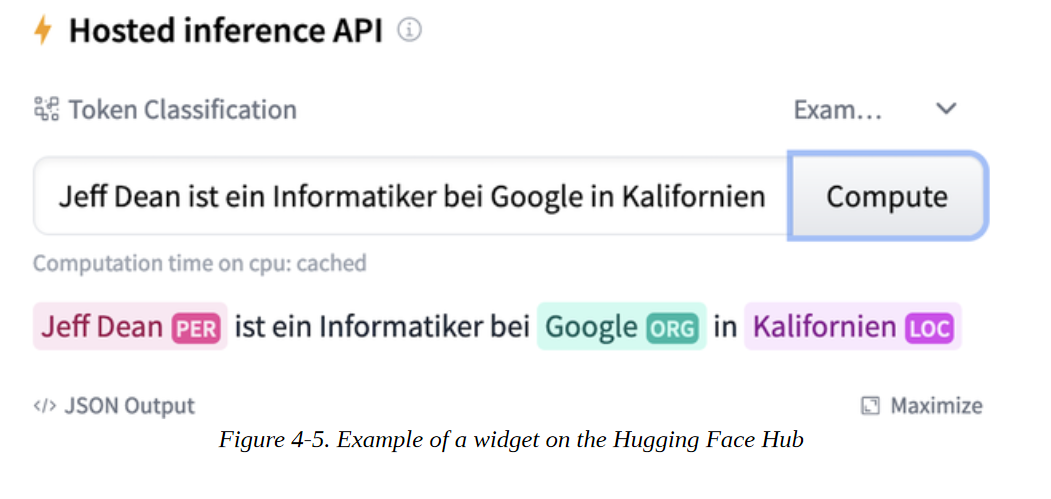 Hosted inference API
Token Classification Exam...
Jeff Dean ist ein Informatiker bei Google in Kalifornien Compute
Computation time on cpu: cached
Jeff Dean PER ist ein Informatiker bei Google ORG in Kalifornien LOC
</> JSON Output Maximize
Figure 4-5. Example of a widget on the Hugging Face Hub